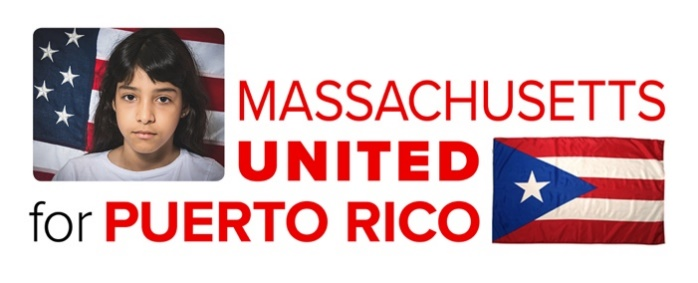 MASSACHUSETTS
UNITED
for PUERTO RICO